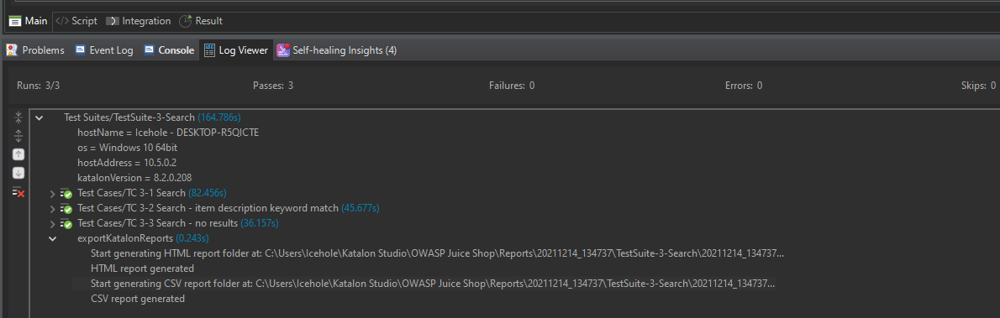 Main </> Script Integration Result
Problems Event Log Console Log Viewer Self-healing Insights (4)
Runs: 3/3 Passes: 3 Failures: 0 Errors: 0 Skips: 0
Test Suites/TestSuite-3-Search (164.786s)
hostName = Icehole - DESKTOP-R5QICTE
os = Windows 10 64bit
hostAddress = 10.5.0.2
katalonVersion = 8.2.0.208
Test Cases/TC 3-1 Search (82.456s)
Test Cases/TC 3-2 Search - item description keyword match (45.677s)
Test Cases/TC 3-3 Search - no results (36.157s)
exportKatalonReports (0.243s)
Start generating HTML report folder at: C:\Users\Icehole\Katalon Studio\OWASP Juice Shop\Reports\20211214_134737\TestSuite-3-Search\20211214_134737...
HTML report generated
Start generating CSV report folder at: C:\Users\Icehole\Katalon Studio\OWASP Juice Shop\Reports\20211214_134737\TestSuite-3-Search\20211214_134737...
CSV report generated